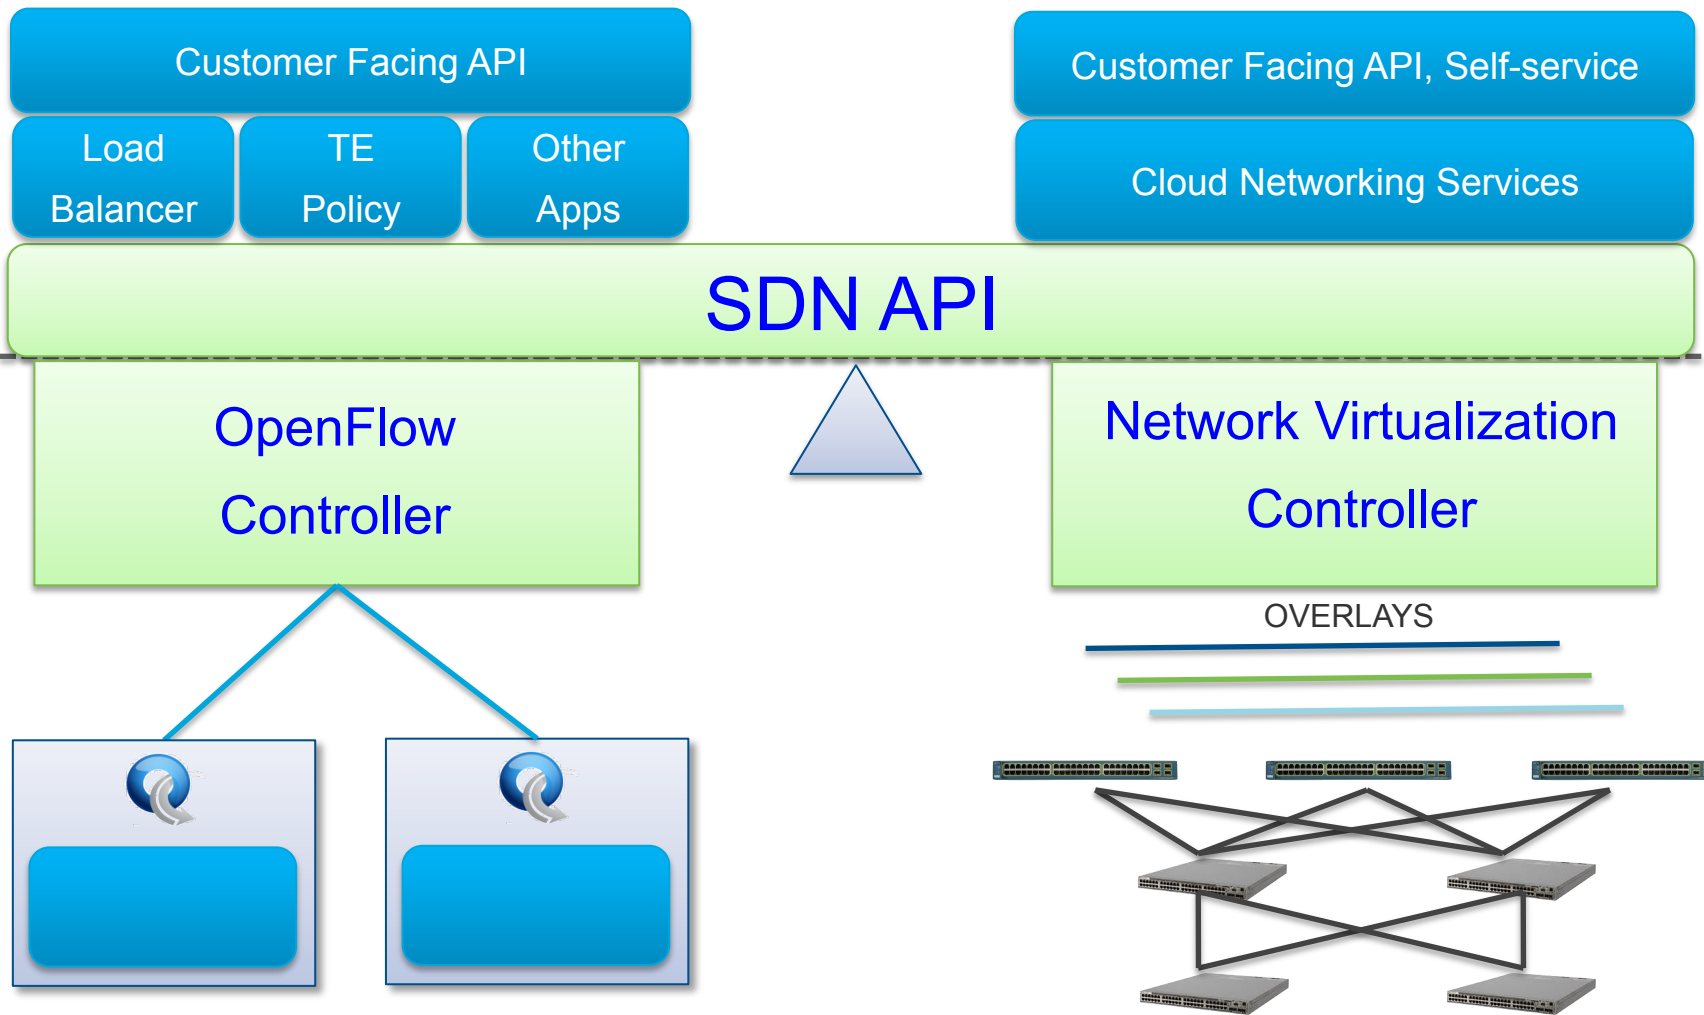 Customer Facing API
Load
Balancer
TE
Policy
Other
Apps
Customer Facing API, Self-service
Cloud Networking Services
SDN API
OpenFlow
Controller
Network Virtualization
Controller
OVERLAYS